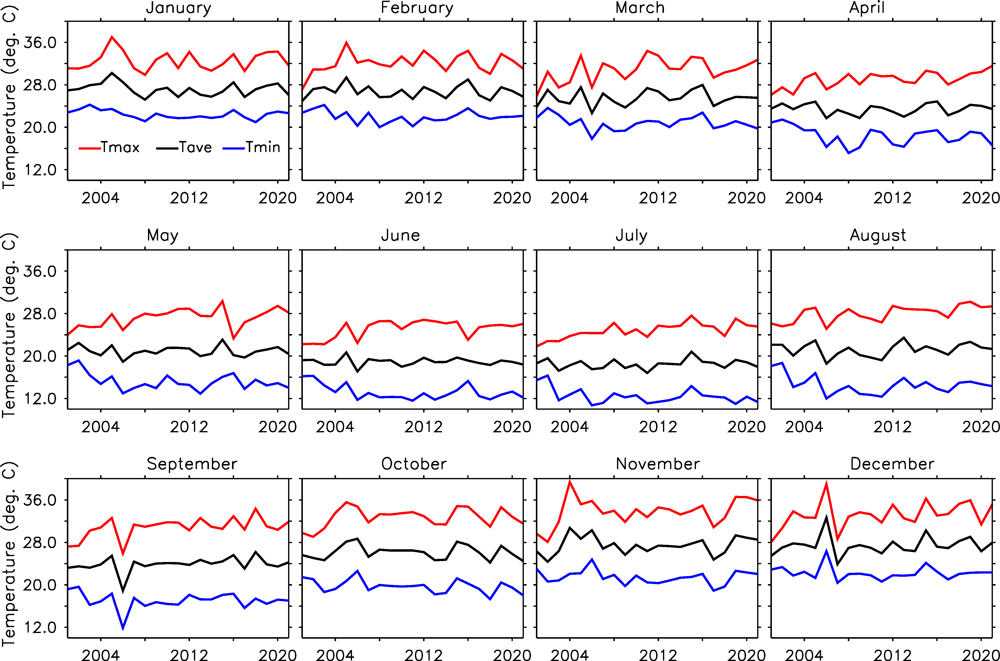 January February March April
Temperature (deg. C)
36.0
28.0
20.0
12.0
Tmax Tave Tmin
2004 2012 2020 2004 2012 2020 2004 2012 2020 2004 2012 2020
May June July August
Temperature (deg. C)
36.0
28.0
20.0
12.0
2004 2012 2020 2004 2012 2020 2004 2012 2020 2004 2012 2020
September October November December
Temperature (deg. C)
36.0
28.0
20.0
12.0
2004 2012 2020 2004 2012 2020 2004 2012 2020 2004 2012 2020